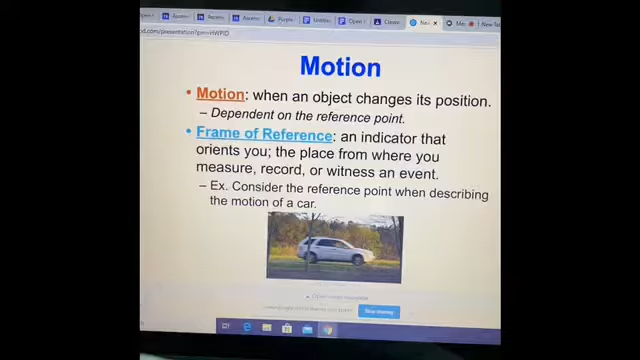 Motion
• Motion: when an object changes its position.
– Dependent on the reference point.
• Frame of Reference: an indicator that
orients you; the place from where you
measure, record, or witness an event.
– Ex. Consider the reference point when describing
the motion of a car.
Stop sharing